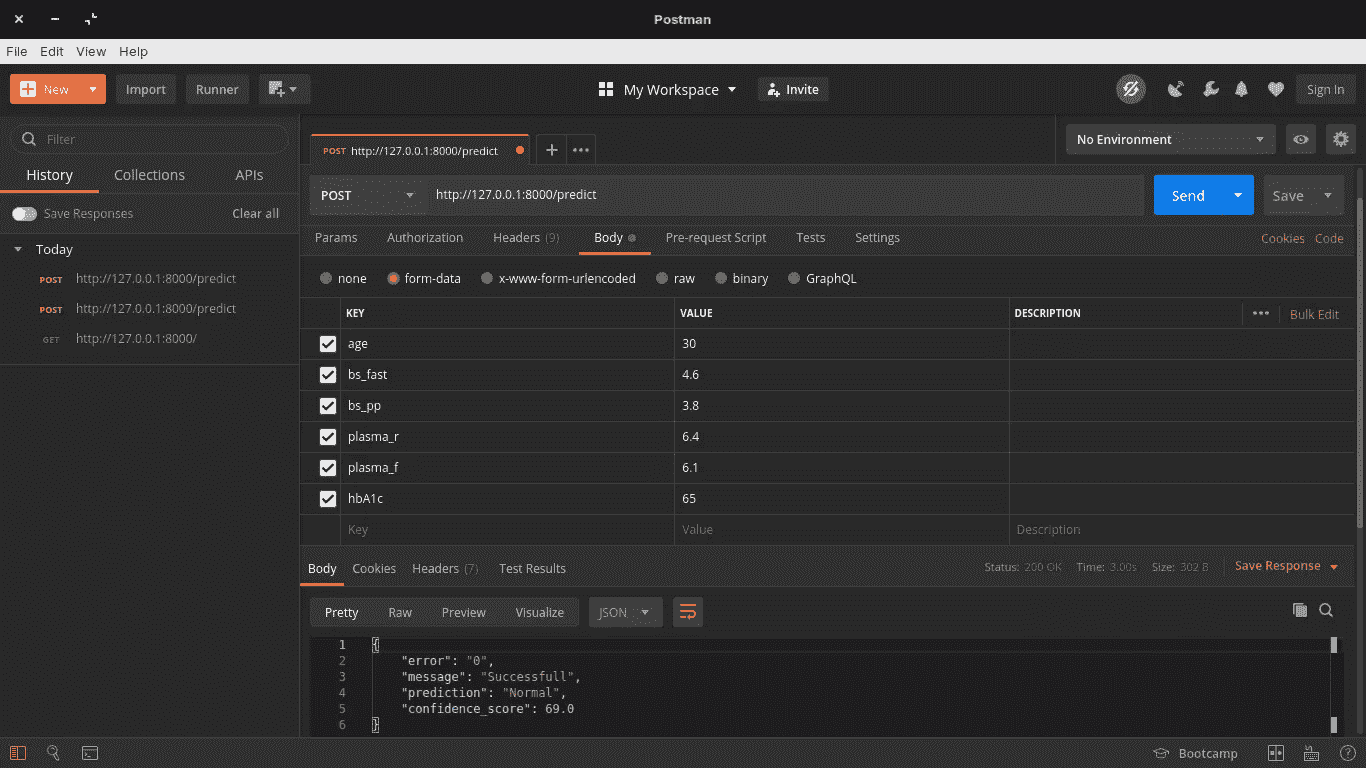 Postman
File Edit View Help
New Import Runner My Workspace Invite Sign In
Filter
History Collections APIs
Save Responses Clear all
Today
POST http://127.0.0.1:8000/predict
POST http://127.0.0.1:8000/predict
GET http://127.0.0.1:8000/
POST http://127.0.0.1:8000/predict No Environment
POST http://127.0.0.1:8000/predict Send Save
Params Authorization Headers (9) Body Pre-request Script Tests Settings Cookies Code
none form-data x-www-form-urlencoded raw binary GraphQL
KEY VALUE DESCRIPTION Bulk Edit
age 30
bs_fast 4.6
bs_pp 3.8
plasma_r 6.4
plasma_f 6.1
hbA1c 65
Key Value Description
Body Cookies Headers (7) Test Results Status: 200 OK Time: 3.00s Size: 302 B Save Response
Pretty Raw Preview Visualize JSON
1 {
2 "error": "0",
3 "message": "Successfull",
4 "prediction": "Normal",
5 "confidence_score": 69.0
6 }
Bootcamp